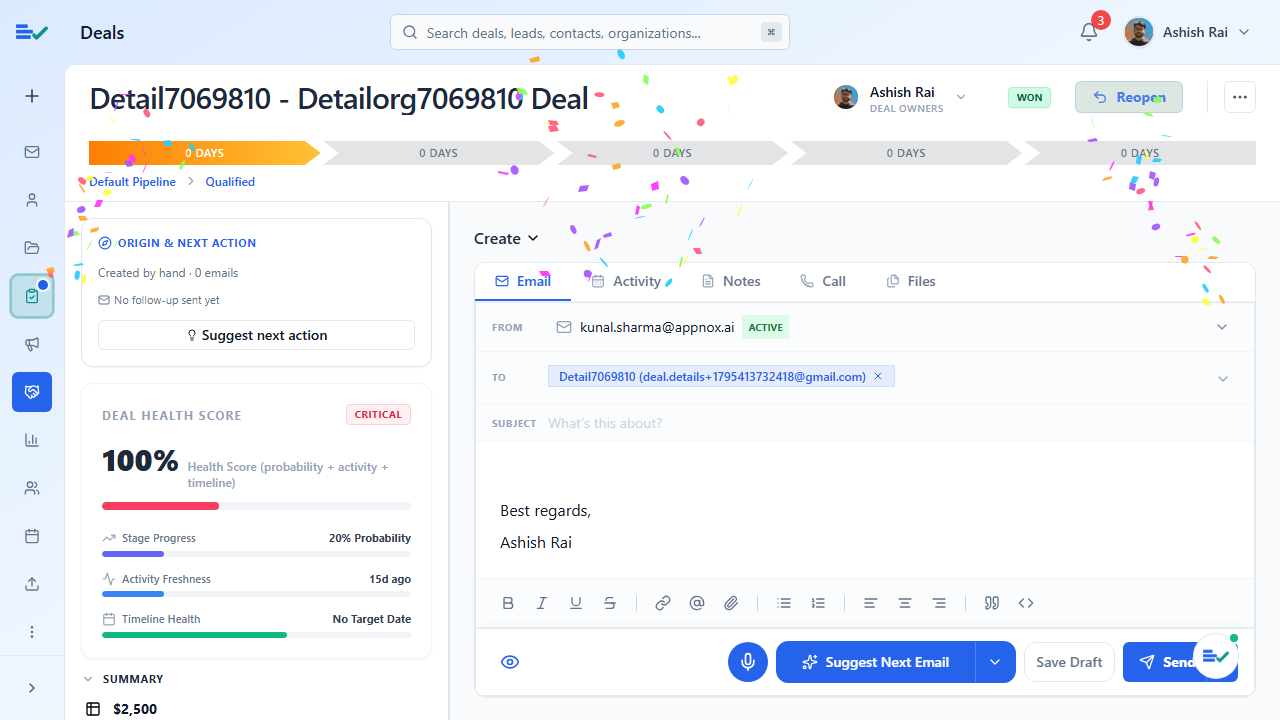 Deals
Search deals, leads, contacts, organizations...
⌘
3
Ashish Rai
Detail7069810 - Detailorg7069810 Deal
Ashish Rai
DEAL OWNERS
WON
Reopen
0 DAYS
0 DAYS
0 DAYS
0 DAYS
0 DAYS
Default Pipeline
Qualified
ORIGIN & NEXT ACTION
Created by hand · 0 emails
No follow-up sent yet
Suggest next action
DEAL HEALTH SCORE
CRITICAL
100%
Health Score (probability + activity +
timeline)
Stage Progress
20% Probability
Activity Freshness
15d ago
Timeline Health
No Target Date
SUMMARY
$2,500
Create
Email
Activity
Notes
Call
Files
FROM
kunal.sharma@appnox.ai
ACTIVE
TO
Detail7069810 (deal.details+1795413732418@gmail.com)
SUBJECT
What's this about?
Best regards,
Ashish Rai
Suggest Next Email
Save Draft
Send